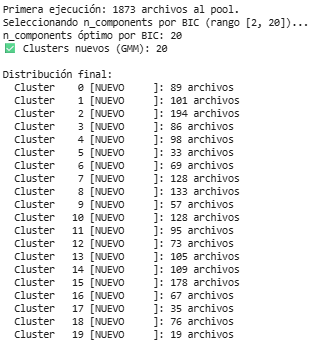 Primera ejecución: 1873 archivos al pool.
Seleccionando n_components por BIC (rango [2, 20])...
n_components óptimo por BIC: 20
✅ Clusters nuevos (GMM): 20

Distribución final:
  Cluster   0 [NUEVO     ]: 89 archivos
  Cluster   1 [NUEVO     ]: 101 archivos
  Cluster   2 [NUEVO     ]: 194 archivos
  Cluster   3 [NUEVO     ]: 86 archivos
  Cluster   4 [NUEVO     ]: 98 archivos
  Cluster   5 [NUEVO     ]: 33 archivos
  Cluster   6 [NUEVO     ]: 69 archivos
  Cluster   7 [NUEVO     ]: 128 archivos
  Cluster   8 [NUEVO     ]: 133 archivos
  Cluster   9 [NUEVO     ]: 57 archivos
  Cluster  10 [NUEVO     ]: 128 archivos
  Cluster  11 [NUEVO     ]: 95 archivos
  Cluster  12 [NUEVO     ]: 73 archivos
  Cluster  13 [NUEVO     ]: 105 archivos
  Cluster  14 [NUEVO     ]: 109 archivos
  Cluster  15 [NUEVO     ]: 178 archivos
  Cluster  16 [NUEVO     ]: 67 archivos
  Cluster  17 [NUEVO     ]: 35 archivos
  Cluster  18 [NUEVO     ]: 76 archivos
  Cluster  19 [NUEVO     ]: 19 archivos